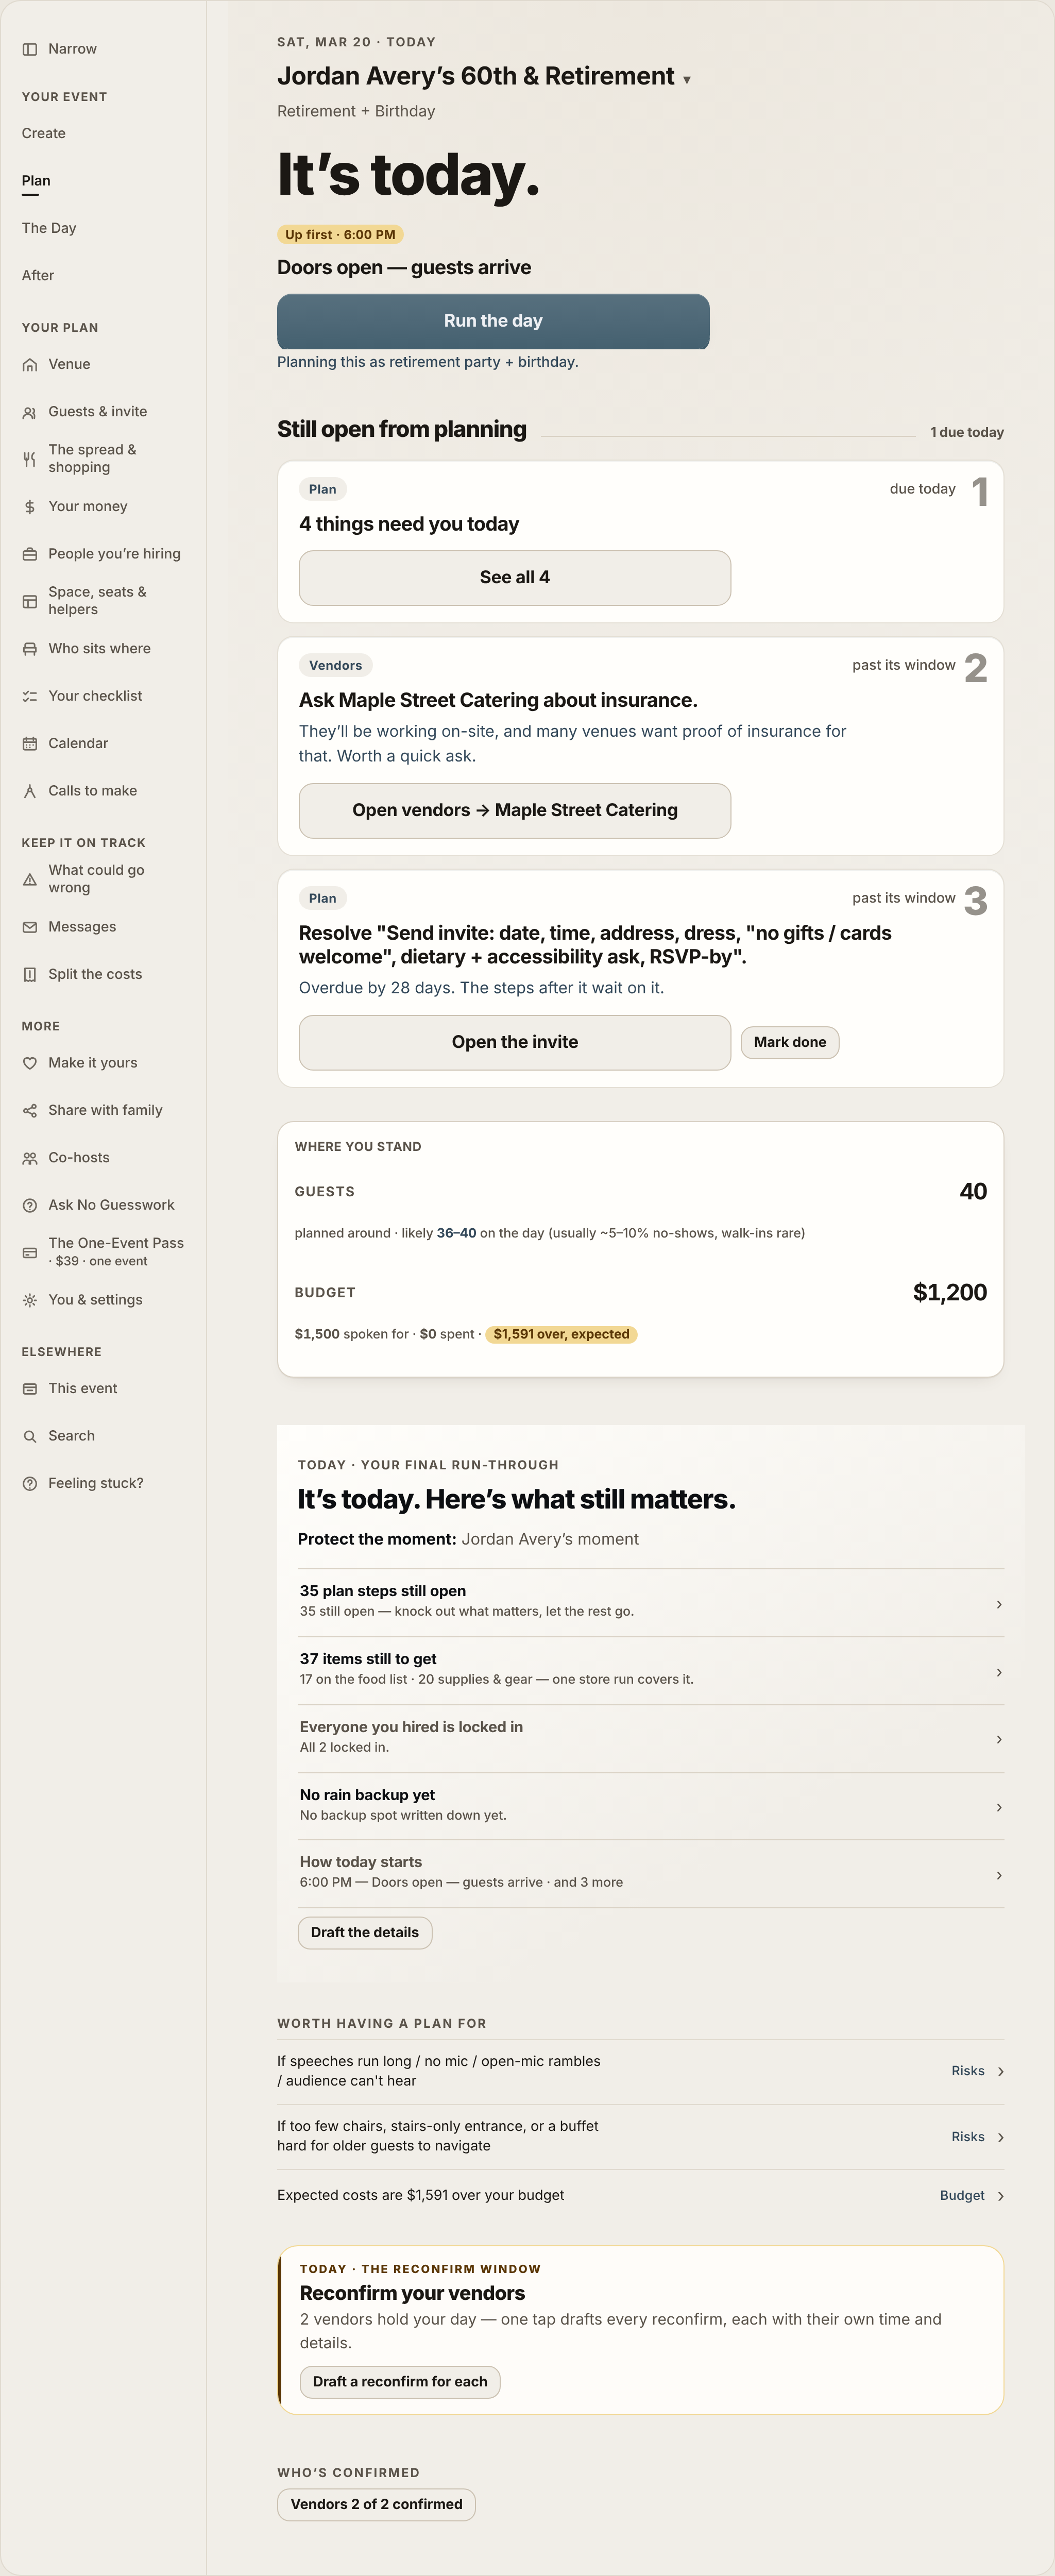 Narrow
YOUR EVENT
Create
Plan
The Day
After
YOUR PLAN
Venue
Guests & invite
The spread &
shopping
Your money
People you’re hiring
Space, seats &
helpers
Who sits where
Your checklist
Calendar
Calls to make
KEEP IT ON TRACK
What could go
wrong
Messages
Split the costs
MORE
Make it yours
Share with family
Co-hosts
Ask No Guesswork
The One-Event Pass
· $39 · one event
You & settings
ELSEWHERE
This event
Search
Feeling stuck?
SAT, MAR 20 · TODAY
Jordan Avery’s 60th & Retirement ▾
Retirement + Birthday
It’s today.
Up first · 6:00 PM
Doors open — guests arrive
Run the day
Planning this as retirement party + birthday.
Still open from planning
1 due today
Plan
due today 1
4 things need you today
See all 4
Vendors
past its window 2
Ask Maple Street Catering about insurance.
They’ll be working on-site, and many venues want proof of insurance for
that. Worth a quick ask.
Open vendors → Maple Street Catering
Plan
past its window 3
Resolve "Send invite: date, time, address, dress, "no gifts / cards
welcome", dietary + accessibility ask, RSVP-by".
Overdue by 28 days. The steps after it wait on it.
Open the invite
Mark done
WHERE YOU STAND
GUESTS 40
planned around · likely 36–40 on the day (usually ~5–10% no-shows, walk-ins rare)
BUDGET $1,200
$1,500 spoken for · $0 spent · $1,591 over, expected
TODAY · YOUR FINAL RUN-THROUGH
It’s today. Here’s what still matters.
Protect the moment: Jordan Avery’s moment
35 plan steps still open
35 still open — knock out what matters, let the rest go.
37 items still to get
17 on the food list · 20 supplies & gear — one store run covers it.
Everyone you hired is locked in
All 2 locked in.
No rain backup yet
No backup spot written down yet.
How today starts
6:00 PM — Doors open — guests arrive · and 3 more
Draft the details
WORTH HAVING A PLAN FOR
If speeches run long / no mic / open-mic rambles
/ audience can't hear
Risks ›
If too few chairs, stairs-only entrance, or a buffet
hard for older guests to navigate
Risks ›
Expected costs are $1,591 over your budget
Budget ›
TODAY · THE RECONFIRM WINDOW
Reconfirm your vendors
2 vendors hold your day — one tap drafts every reconfirm, each with their own time and
details.
Draft a reconfirm for each
WHO’S CONFIRMED
Vendors 2 of 2 confirmed